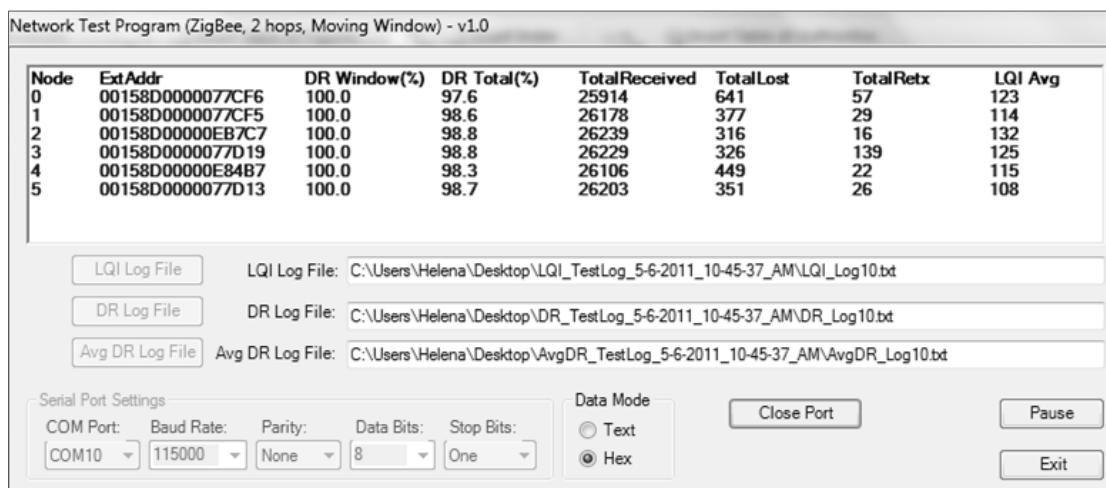 Network Test Program (ZigBee, 2 hops, Moving Window) - v1.0
Node ExtAddr DR Window(%) DR Total(%) TotalReceived TotalLost TotalRetx LQI Avg
0 00158D0000077CF6 100.0 97.6 25914 641 57 123
1 00158D0000077CF5 100.0 98.6 26178 377 29 114
2 00158D00000EB7C7 100.0 98.8 26239 316 16 132
3 00158D0000077D19 100.0 98.8 26229 326 139 125
4 00158D00000E84B7 100.0 98.3 26106 449 22 115
5 00158D0000077D13 100.0 98.7 26203 351 26 108
LQI Log File LQI Log File: C:\Users\Helena\Desktop\LQI_TestLog_5-6-2011_10-45-37_AM\LQI_Log10.txt
DR Log File DR Log File: C:\Users\Helena\Desktop\DR_TestLog_5-6-2011_10-45-37_AM\DR_Log10.txt
Avg DR Log File Avg DR Log File: C:\Users\Helena\Desktop\AvgDR_TestLog_5-6-2011_10-45-37_AM\AvgDR_Log10.txt
Serial Port Settings Data Mode
COM Port: Baud Rate: Parity: Data Bits: Stop Bits: Text Close Port Pause
COM10 115000 None 8 One Hex Exit